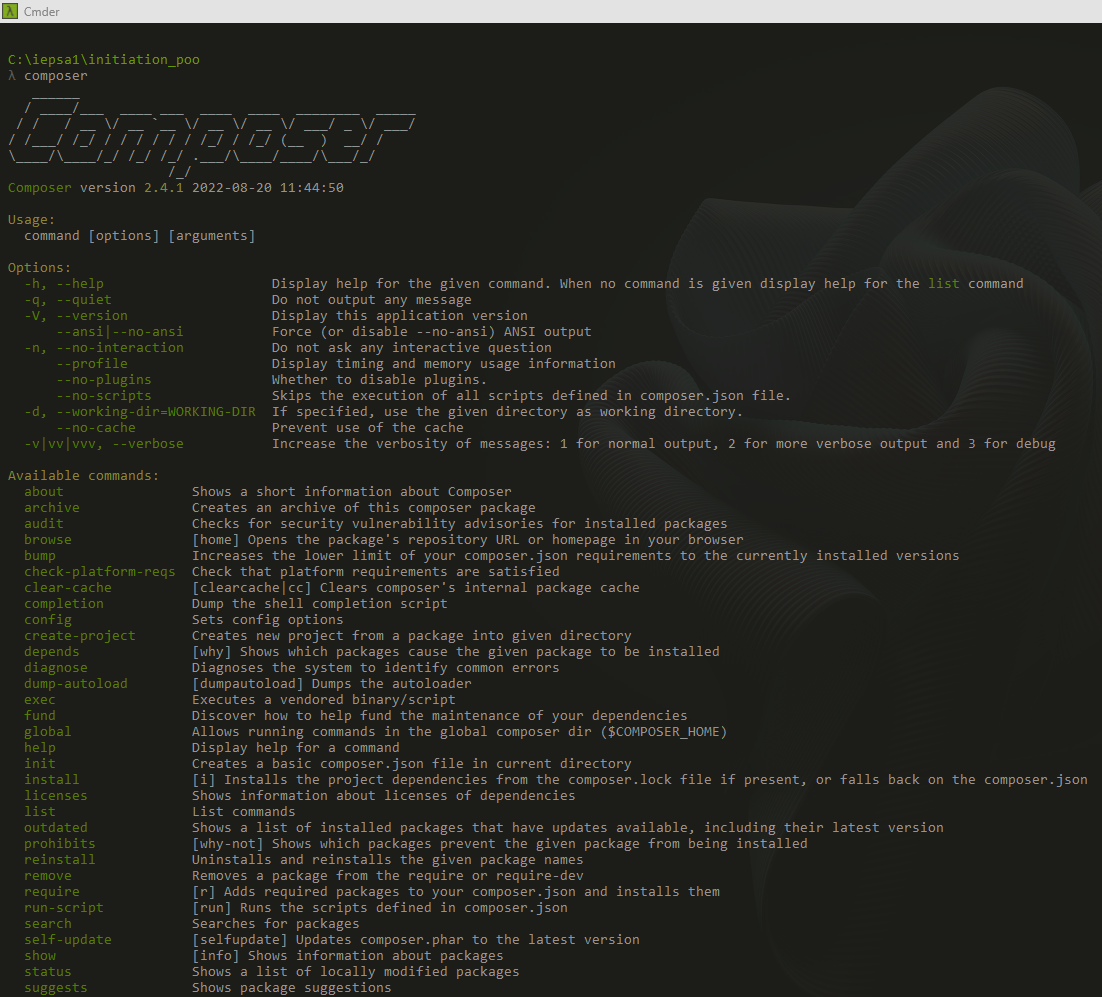 Cmder
C:\iepsa1\initiation_poo
λ composer
   ______
  / ____/___  ____ ___  ____  ____  ________  _____
 / /   / __ \/ __ `__ \/ __ \/ __ \/ ___/ _ \/ ___/
/ /___/ /_/ / / / / / / /_/ / /_/ (__  )  __/ /
\____/\____/_/ /_/ /_/ .___/\____/____/\___/_/
                    /_/
Composer version 2.4.1 2022-08-20 11:44:50
Usage:
  command [options] [arguments]
Options:
  -h, --help                     Display help for the given command. When no command is given display help for the list command
  -q, --quiet                    Do not output any message
  -V, --version                  Display this application version
      --ansi|--no-ansi           Force (or disable --no-ansi) ANSI output
  -n, --no-interaction           Do not ask any interactive question
      --profile                  Display timing and memory usage information
      --no-plugins               Whether to disable plugins.
      --no-scripts               Skips the execution of all scripts defined in composer.json file.
  -d, --working-dir=WORKING-DIR  If specified, use the given directory as working directory.
      --no-cache                 Prevent use of the cache
  -v|vv|vvv, --verbose           Increase the verbosity of messages: 1 for normal output, 2 for more verbose output and 3 for debug
Available commands:
  about                Shows a short information about Composer
  archive              Creates an archive of this composer package
  audit                Checks for security vulnerability advisories for installed packages
  browse               [home] Opens the package's repository URL or homepage in your browser
  bump                 Increases the lower limit of your composer.json requirements to the currently installed versions
  check-platform-reqs  Check that platform requirements are satisfied
  clear-cache          [clearcache|cc] Clears composer's internal package cache
  completion           Dump the shell completion script
  config               Sets config options
  create-project       Creates new project from a package into given directory
  depends              [why] Shows which packages cause the given package to be installed
  diagnose             Diagnoses the system to identify common errors
  dump-autoload        [dumpautoload] Dumps the autoloader
  exec                 Executes a vendored binary/script
  fund                 Discover how to help fund the maintenance of your dependencies
  global               Allows running commands in the global composer dir ($COMPOSER_HOME)
  help                 Display help for a command
  init                 Creates a basic composer.json file in current directory
  install              [i] Installs the project dependencies from the composer.lock file if present, or falls back on the composer.json
  licenses             Shows information about licenses of dependencies
  list                 List commands
  outdated             Shows a list of installed packages that have updates available, including their latest version
  prohibits            [why-not] Shows which packages prevent the given package from being installed
  reinstall            Uninstalls and reinstalls the given package names
  remove               Removes a package from the require or require-dev
  require              [r] Adds required packages to your composer.json and installs them
  run-script           [run] Runs the scripts defined in composer.json
  search               Searches for packages
  self-update          [selfupdate] Updates composer.phar to the latest version
  show                 [info] Shows information about packages
  status               Shows a list of locally modified packages
  suggests             Shows package suggestions